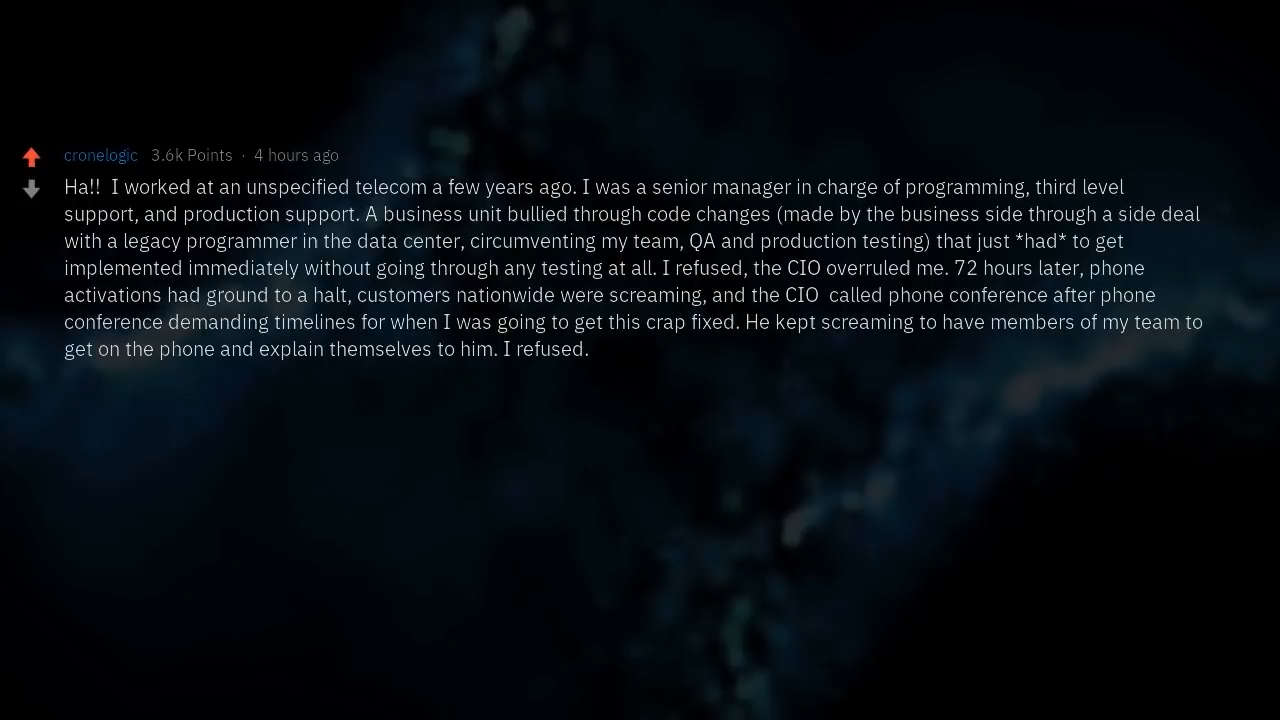 cronelogic 3.6k Points · 4 hours ago
Ha!!  I worked at an unspecified telecom a few years ago. I was a senior manager in charge of programming, third level
support, and production support. A business unit bullied through code changes (made by the business side through a side deal
with a legacy programmer in the data center, circumventing my team, QA and production testing) that just *had* to get
implemented immediately without going through any testing at all. I refused, the CIO overruled me. 72 hours later, phone
activations had ground to a halt, customers nationwide were screaming, and the CIO  called phone conference after phone
conference demanding timelines for when I was going to get this crap fixed. He kept screaming to have members of my team to
get on the phone and explain themselves to him. I refused.